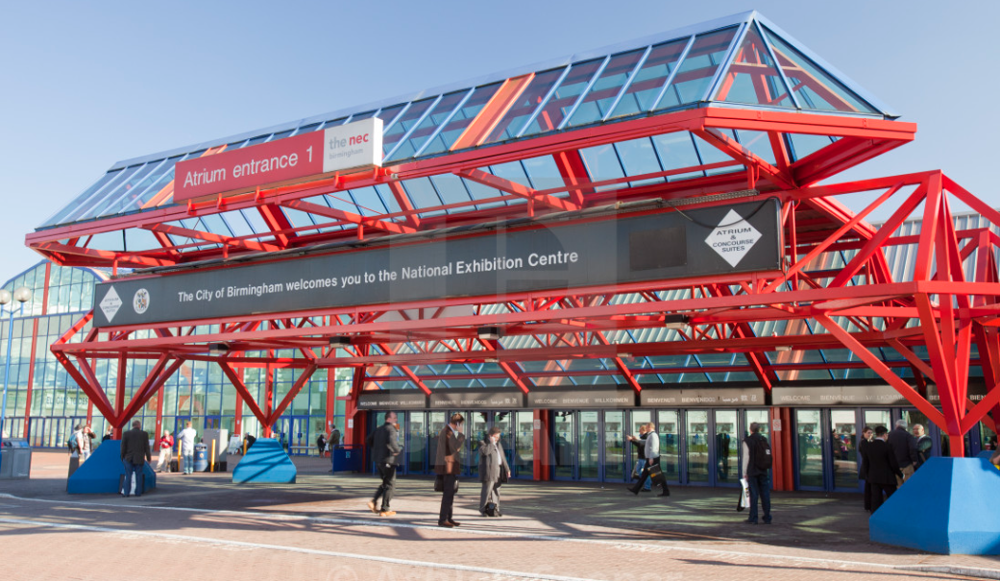 Atrium entrance 1
the nec
birmingham
The City of Birmingham welcomes you to the National Exhibition Centre
ATRIUM
&
CONCOURSE
SUITES
WELCOME BIENVENUE WILLKOMMEN
BENVENUTO
WELCOME BIENVENUE